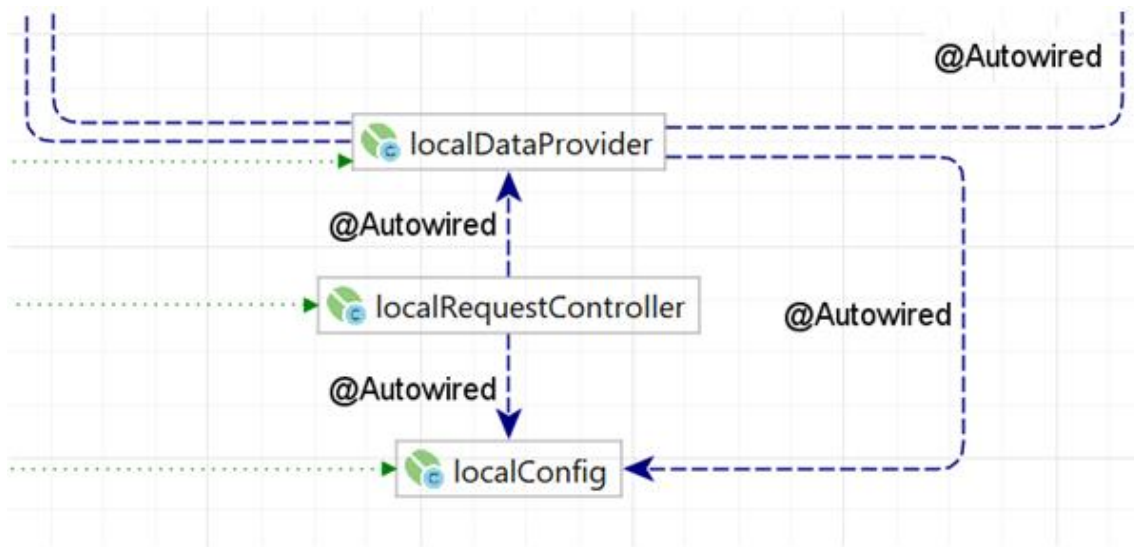 @Autowired
localDataProvider
@Autowired
localRequestController
@Autowired
@Autowired
localConfig